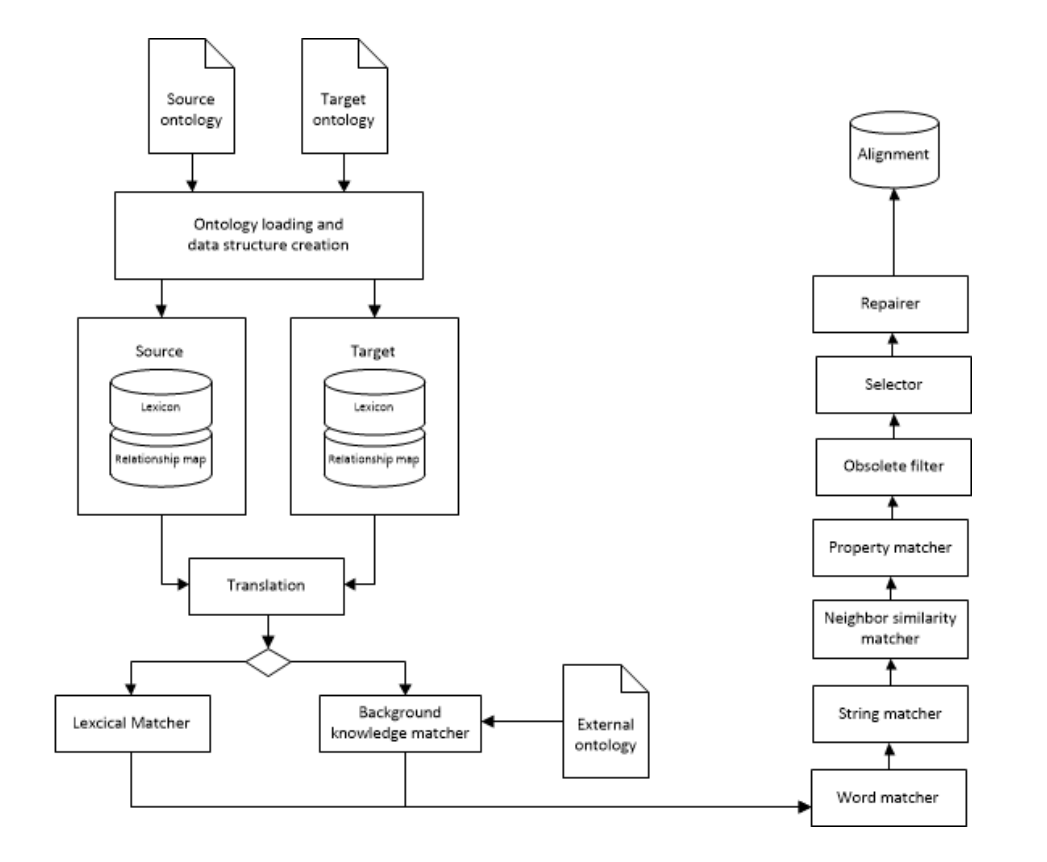 Source
ontology
Target
ontology
Ontology loading and
data structure creation
Source
Lexicon
Relationship map
Target
Lexicon
Relationship map
Translation
Lexcical Matcher
Background
knowledge matcher
External
ontology
Alignment
Repairer
Selector
Obsolete filter
Property matcher
Neighbor similarity
matcher
String matcher
Word matcher